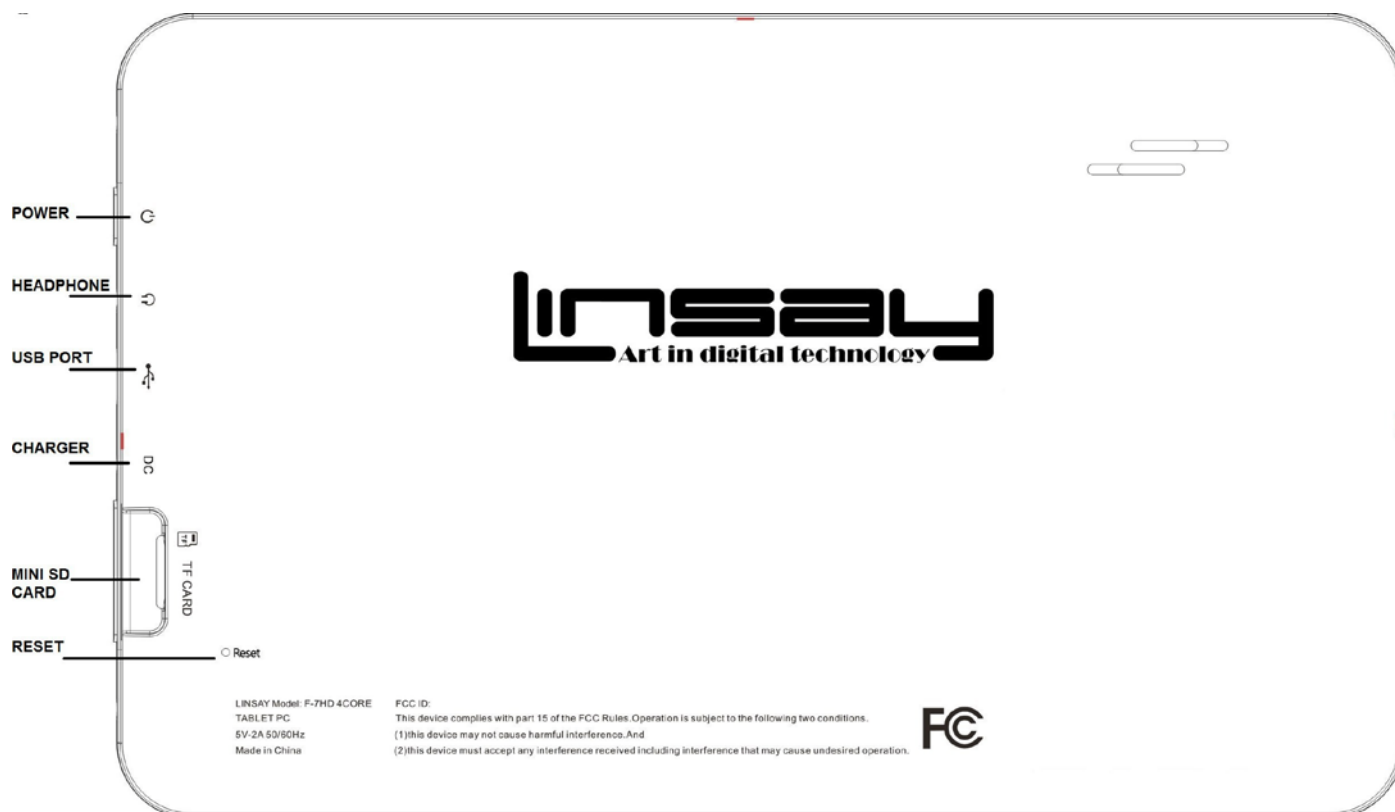 POWER
HEADPHONE
USB PORT
CHARGER
DC
MINI SD
CARD
TF
TF CARD
RESET
Reset
Linsay
Art in digital technology
LINSAY Model: F-7HD 4CORE
TABLET PC
5V-2A 50/60Hz
Made in China
FCC ID:
This device complies with part 15 of the FCC Rules.Operation is subject to the following two conditions.
(1)this device may not cause harmful interference.And
(2)this device must accept any interference received including interference that may cause undesired operation.
FC